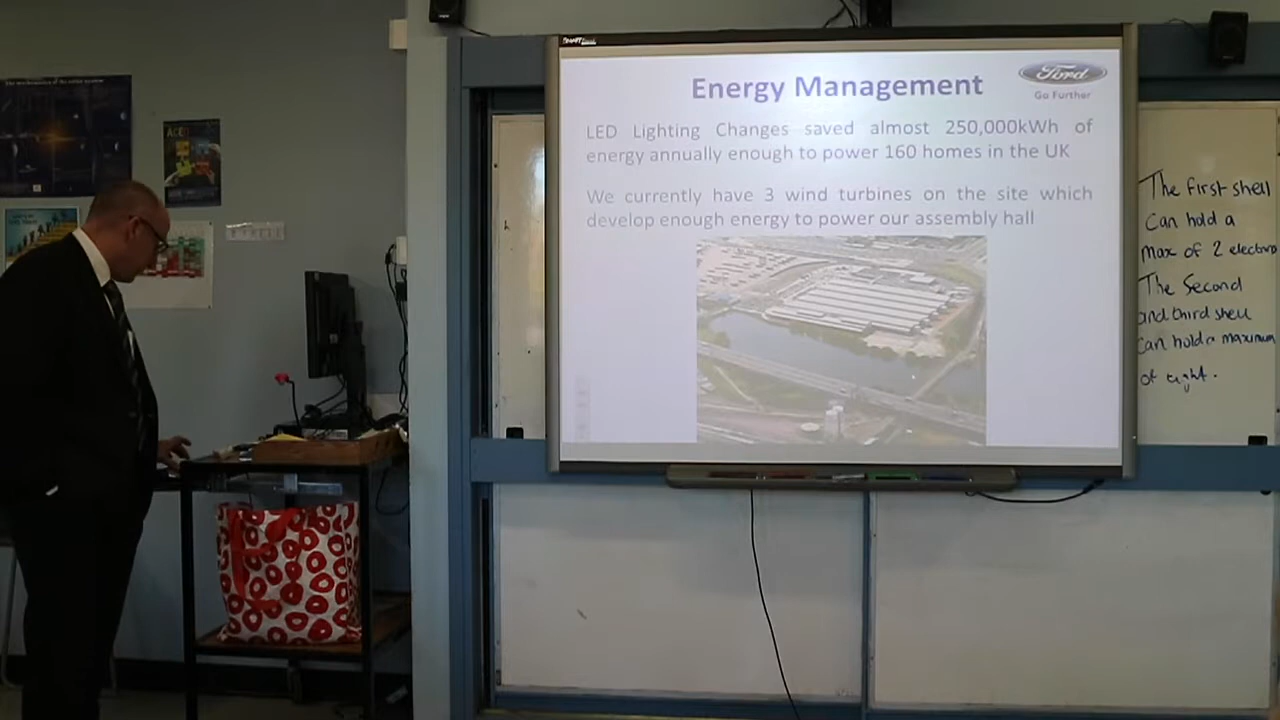 Energy Management
Ford
Go Further
LED Lighting Changes saved almost 250,000kWh of
energy annually enough to power 160 homes in the UK
We currently have 3 wind turbines on the site which
develop enough energy to power our assembly hall
The first shell
Can hold a
max of 2 electrons
The Second
and third shell
Can hold a maximum
of eight.